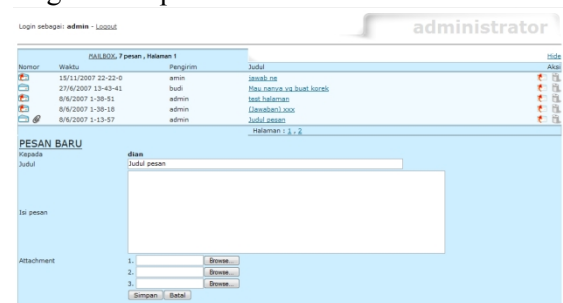 Login sebagai: admin - Logout
administrator
MAILBOX, 7 pesan , Halaman 1
Hide
Nomor Waktu Pengirim Judul Aksi
15/11/2007 22-22-0 amin jawab ne
27/6/2007 13-43-41 budi Mau nanya yg buat korek
8/6/2007 1-38-51 admin test halaman
8/6/2007 1-38-18 admin (Jawaban) xxx
8/6/2007 1-13-57 admin Judul pesan
Halaman : 1 , 2
PESAN BARU
Kepada dian
Judul Judul pesan
Isi pesan
Attachment 1. Browse...
2. Browse...
3. Browse...
Simpan Batal